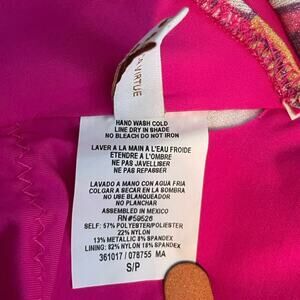 VIRTUE
HAND WASH COLD
LINE DRY IN SHADE
NO BLEACH DO NOT IRON
LAVER A LA MAIN A L'EAU FROIDE
ETENDRE A L'OMBRE
NE PAS JAVELLISER
NE PAS REPASSER
LAVADO A MANO CON AGUA FRIA
COLGAR A SECAR EN LA SOMBRA
NO USE BLANQUEADOR
NO PLANCHAR
ASSEMBLED IN MEXICO
RN#59526
SELF: 57% POLYESTER/POLIESTER
22% NYLON
13% METALLIC 8% SPANDEX
LINING: 82% NYLON 18% SPANDEX
361017 / 078755 MA
S/P